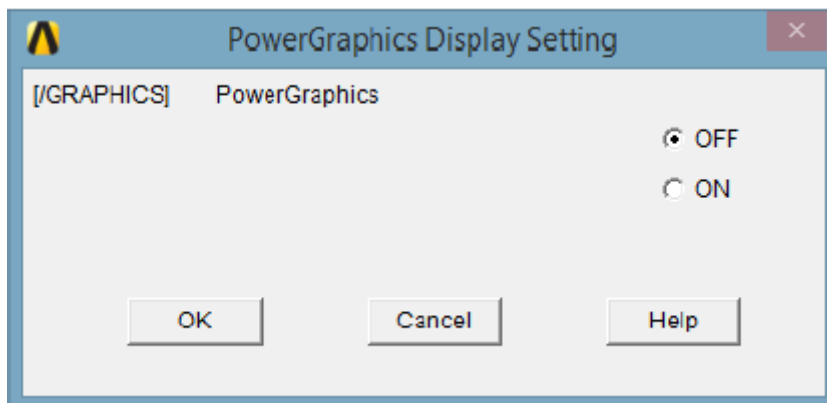 PowerGraphics Display Setting
[/GRAPHICS] PowerGraphics
OFF
ON
OK Cancel Help